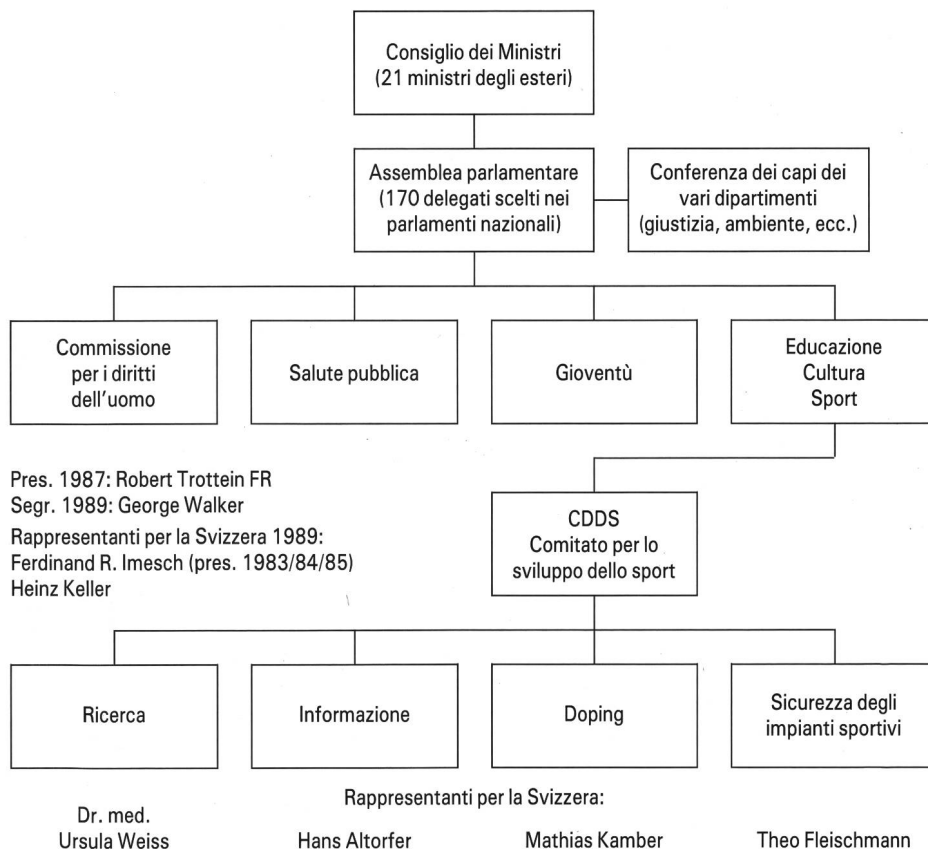 Consiglio dei Ministri
(21 ministri degli esteri)
Assemblea parlamentare
(170 delegati scelti nei
parlamenti nazionali)
Conferenza dei capi dei
vari dipartimenti
(giustizia, ambiente, ecc.)
Commissione
per i diritti
dell'uomo
Salute pubblica
Gioventù
Educazione
Cultura
Sport
Pres. 1987: Robert Trottein FR
Segr. 1989: George Walker
Rappresentanti per la Svizzera 1989:
Ferdinand R. Imesch (pres. 1983/84/85)
Heinz Keller
CDDS
Comitato per lo
sviluppo dello sport
Ricerca
Informazione
Doping
Sicurezza degli
impianti sportivi
Rappresentanti per la Svizzera:
Dr. med.
Ursula Weiss
Hans Altorfer
Mathias Kamber
Theo Fleischmann